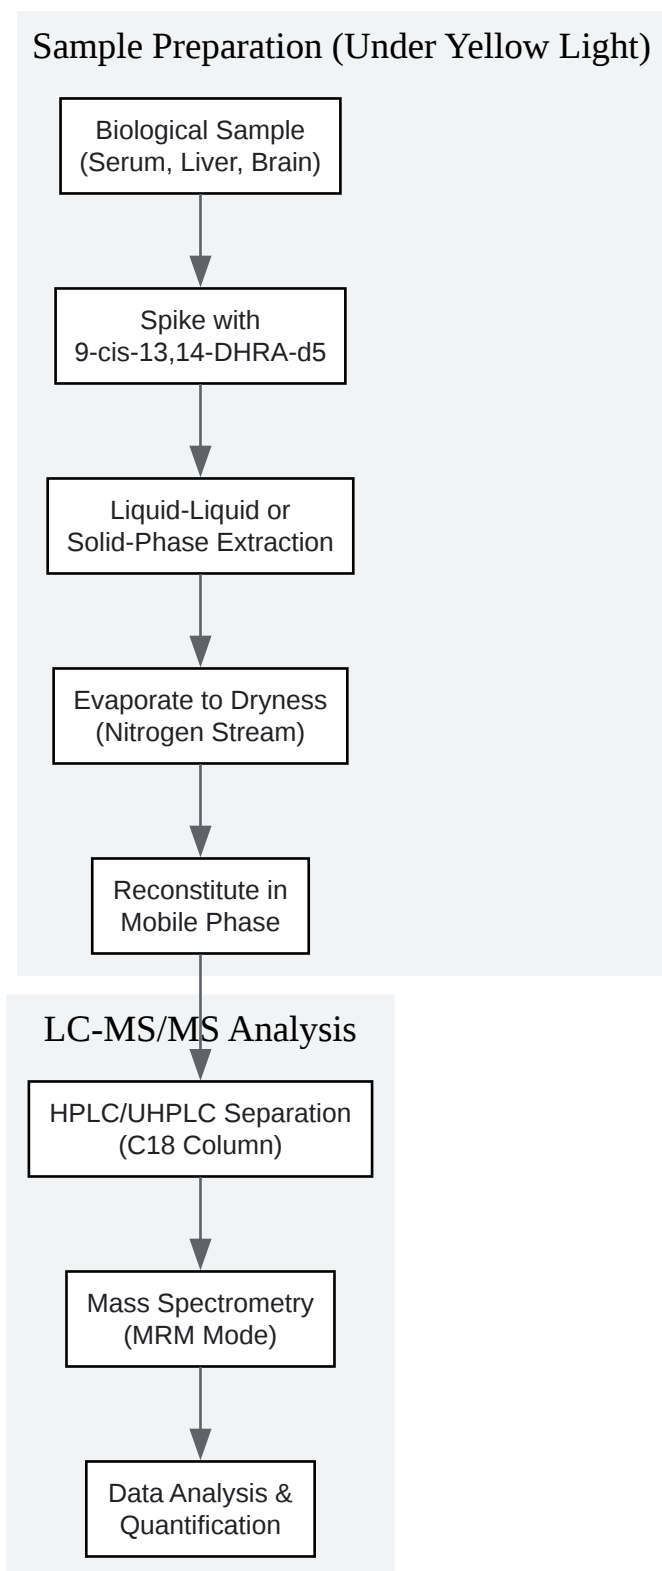 Sample Preparation (Under Yellow Light)
Biological Sample
(Serum, Liver, Brain)
Spike with
9-cis-13,14-DHRA-d5
Liquid-Liquid or
Solid-Phase Extraction
Evaporate to Dryness
(Nitrogen Stream)
Reconstitute in
Mobile Phase
LC-MS/MS Analysis
HPLC/UHPLC Separation
(C18 Column)
Mass Spectrometry
(MRM Mode)
Data Analysis &
Quantification